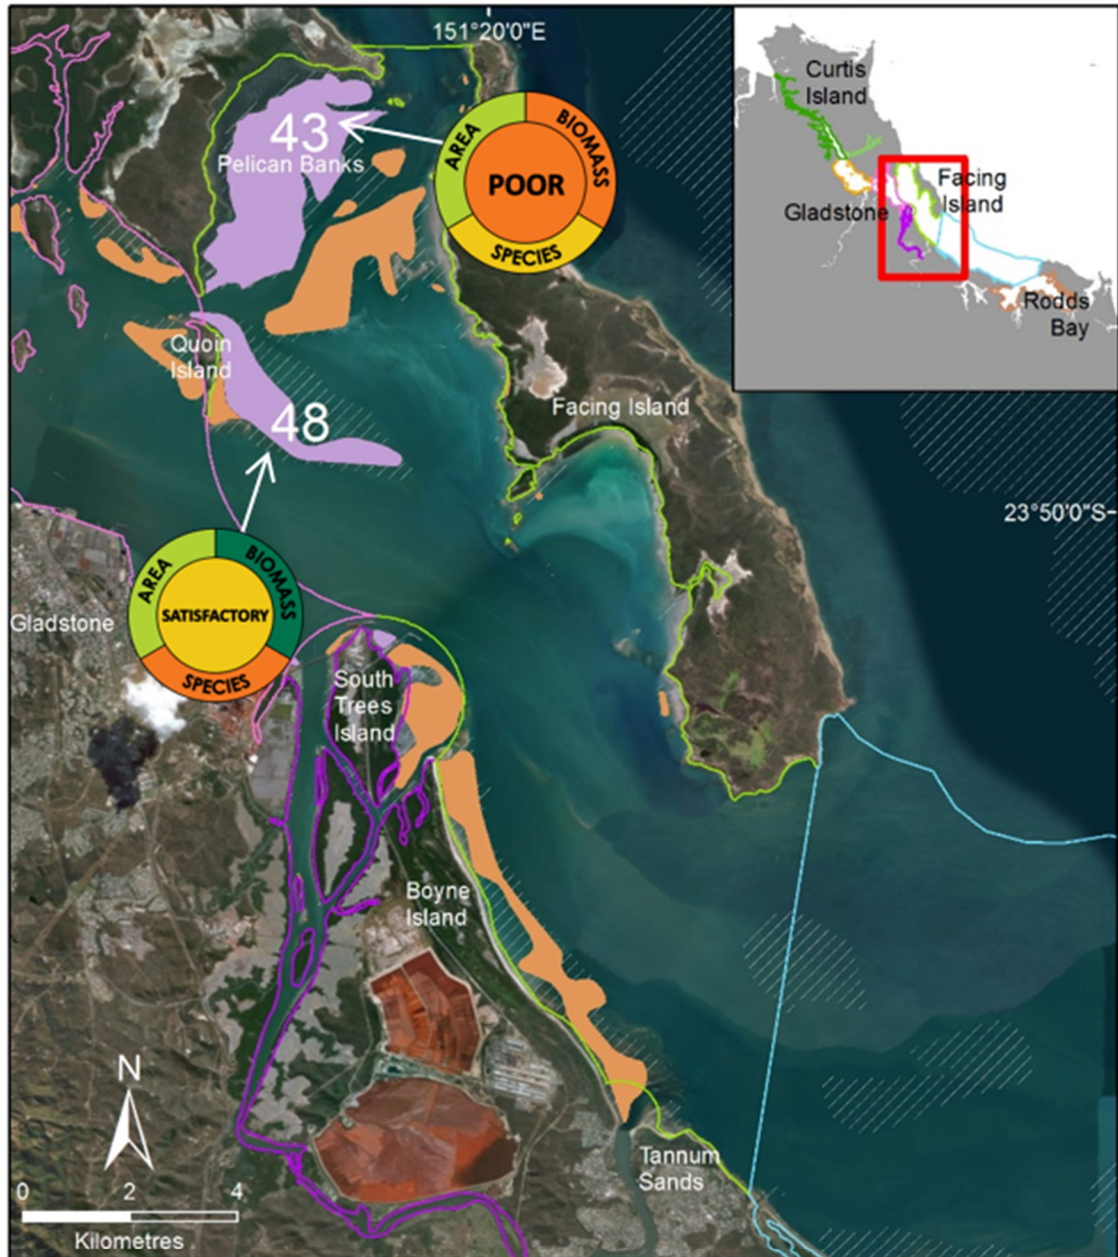 151°20'0"E
Curtis
Island
Facing
Island
Gladstone
Rodds
Bay
43
Pelican Banks
AREA
BIOMASS
POOR
SPECIES
Quoin
Island
48
Facing Island
23°50'0"S
AREA
BIOMASS
SATISFACTORY
SPECIES
Gladstone
South
Trees
Island
Boyne
Island
Tannum
Sands
N
0 2 4
Kilometres